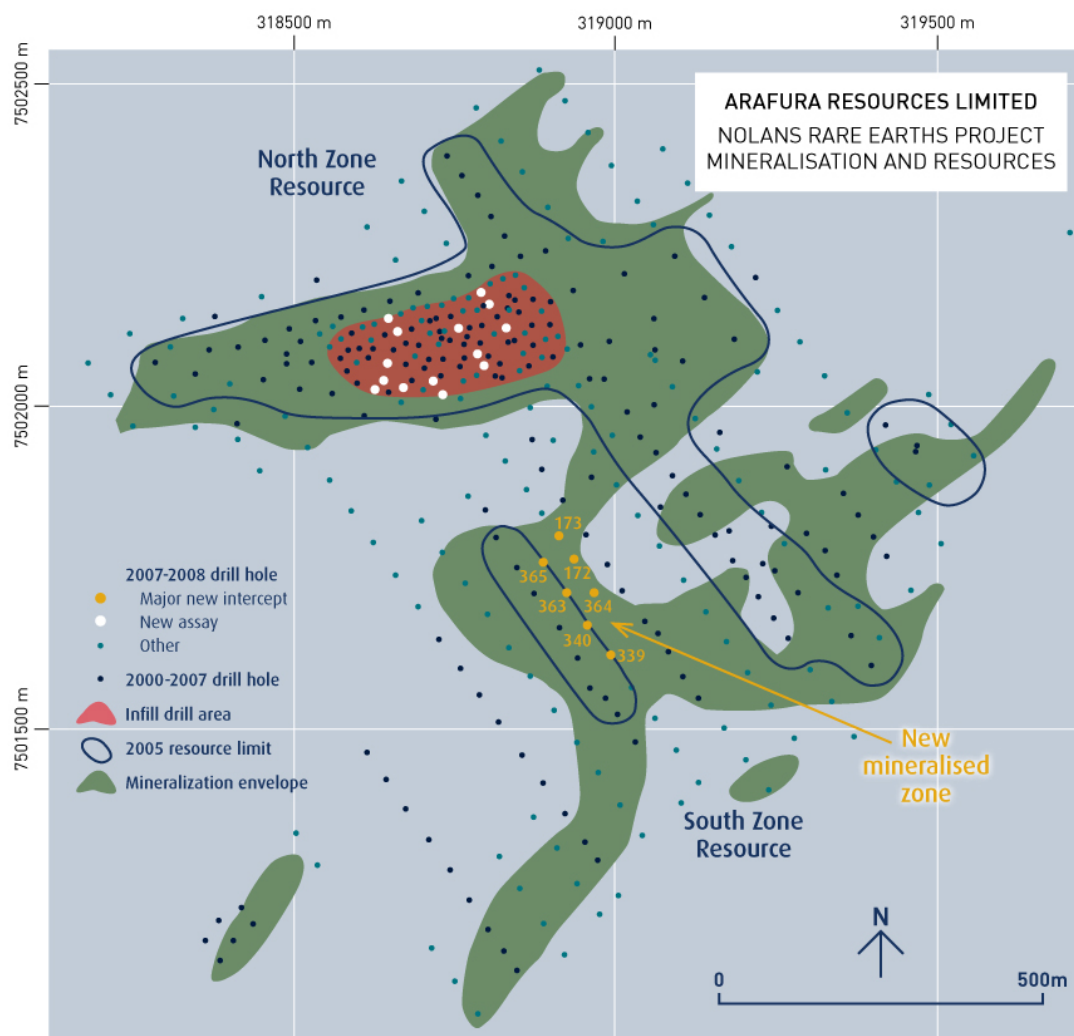 318500 m
319000 m
319500 m
7502500 m
7502000 m
7501500 m
ARAFURA RESOURCES LIMITED
NOLANS RARE EARTHS PROJECT
MINERALISATION AND RESOURCES
North Zone
Resource
173
365
172
363
364
340
339
New
mineralised
zone
South Zone
Resource
2007-2008 drill hole
Major new intercept
New assay
Other
2000-2007 drill hole
Infill drill area
2005 resource limit
Mineralization envelope
N
0
500m